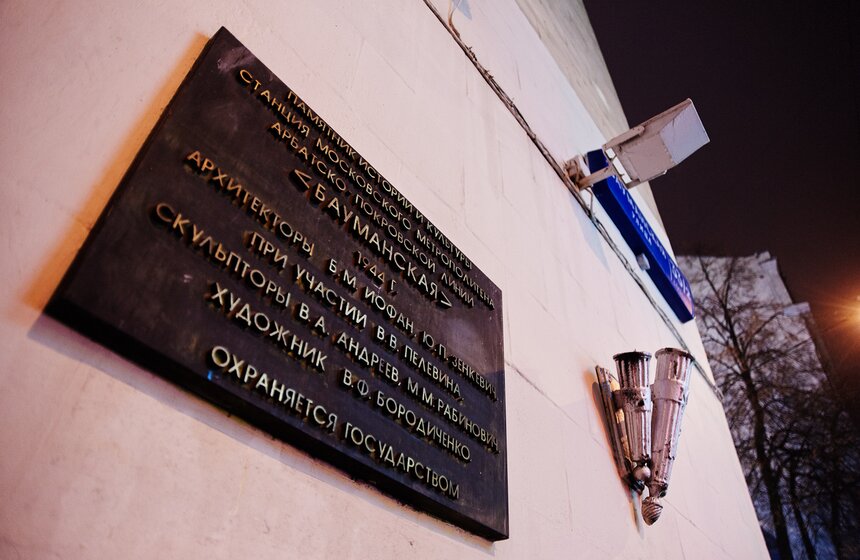 ПАМЯТНИК ИСТОРИИ И КУЛЬТУРЫ
СТАНЦИЯ МОСКОВСКОГО МЕТРОПОЛИТЕНА
АРБАТСКО-ПОКРОВСКОЙ ЛИНИИ
<БАУМАНСКАЯ>
1944 Г.
АРХИТЕКТОРЫ Б.М. ИОФАН, Ю.П. ЗЕНКЕВИЧ,
ПРИ УЧАСТИИ В.В. ПЕЛЕВИНА,
СКУЛЬПТОРЫ В.А. АНДРЕЕВ, М.М. РАБИНОВИЧ
ХУДОЖНИК В.Ф. БОРОДИЧЕНКО
ОХРАНЯЕТСЯ ГОСУДАРСТВОМ